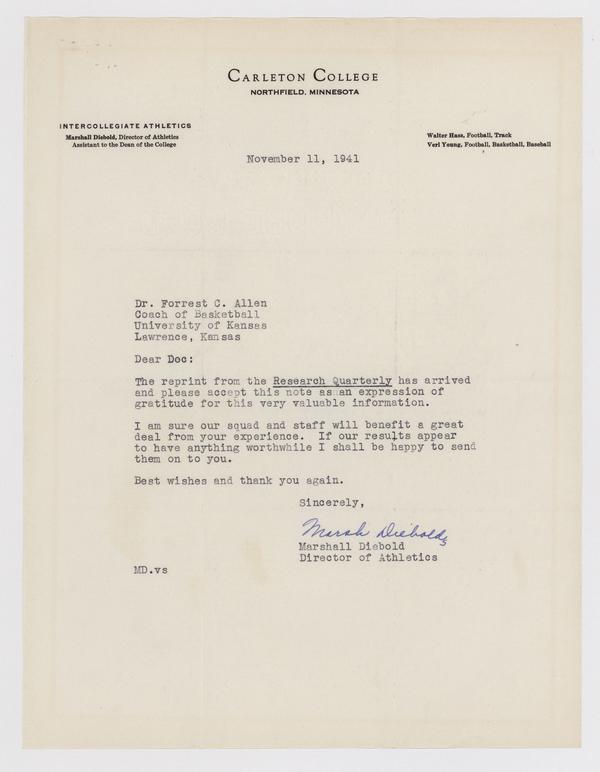 CARLETON COLLEGE
NORTHFIELD, MINNESOTA
INTERCOLLEGIATE ATHLETICS
Marshall Diebold, Director of Athletics
Assistant to the Dean of the College
Walter Hass, Football, Track
Verl Young, Football, Basketball, Baseball
November 11, 1941
Dr. Forrest C. Allen
Coach of Basketball
University of Kansas
Lawrence, Kansas
Dear Doc:
The reprint from the Research Quarterly has arrived
and please accept this note as an expression of
gratitude for this very valuable information.
I am sure our squad and staff will benefit a great
deal from your experience. If our results appear
to have anything worthwhile I shall be happy to send
them on to you.
Best wishes and thank you again.
Sincerely,
Marsh Diebold
Marshall Diebold
Director of Athletics
MD.vs